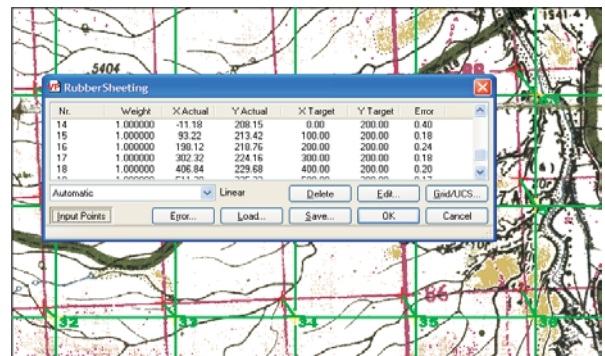 1541.4
5404
88
VP RubberSheeting
Nr. Weight X Actual Y Actual X Target Y Target Error
14 1.000000 -11.18 208.15 0.00 200.00 0.40
15 1.000000 93.22 213.42 100.00 200.00 0.18
16 1.000000 198.12 218.76 200.00 200.00 0.24
17 1.000000 302.32 224.16 300.00 200.00 0.18
18 1.000000 406.84 229.68 400.00 200.00 0.20
Automatic Linear Delete Edit... Grid/UCS...
Input Points Error... Load... Save... OK Cancel
86
32 33 34 35 36